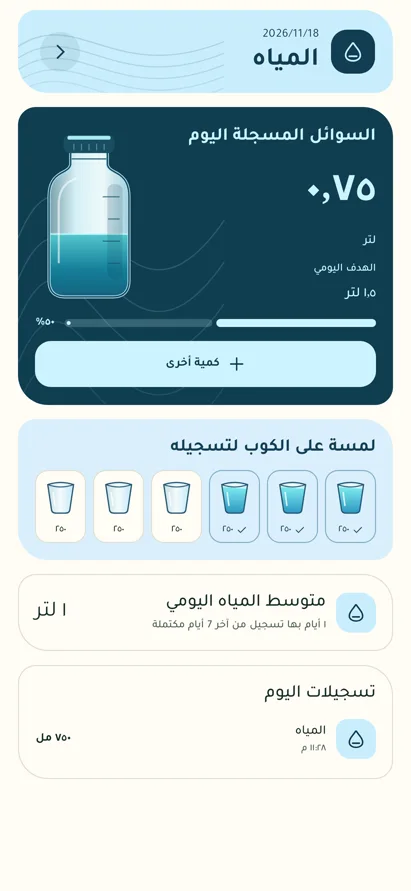 2026/11/18
المياه
السوائل المسجلة اليوم
٠,٧٥
لتر
الهدف اليومي
١,٥ لتر
٥٠%
كمية أخرى
لمسة على الكوب لتسجيله
٢٥٠ ٢٥٠ ٢٥٠ ٢٥٠ ٢٥٠ ٢٥٠
متوسط المياه اليومي
١ لتر
١ أيام بها تسجيل من آخر 7 أيام مكتملة
تسجيلات اليوم
المياه
٧٥٠ مل
١١:٢٨ م